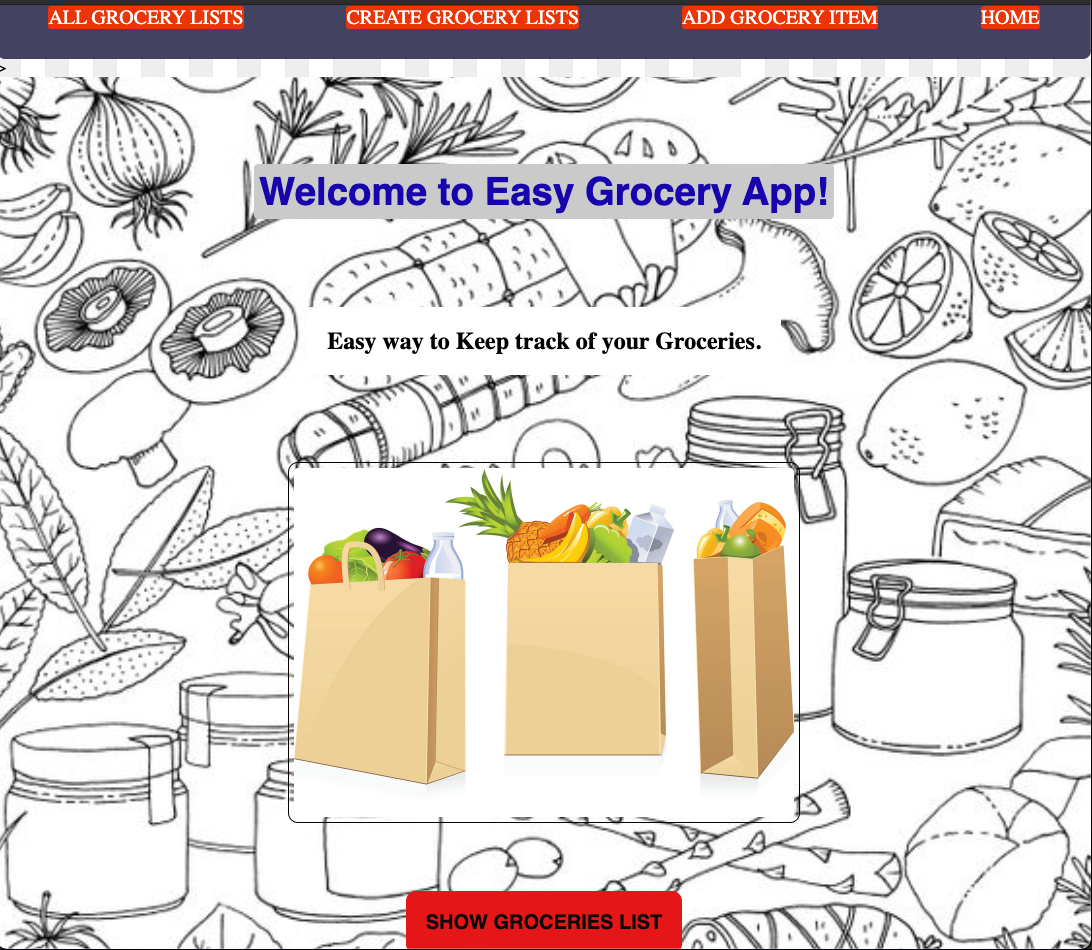 ALL GROCERY LISTS CREATE GROCERY LISTS ADD GROCERY ITEM HOME
>
Welcome to Easy Grocery App!
Easy way to Keep track of your Groceries.
SHOW GROCERIES LIST